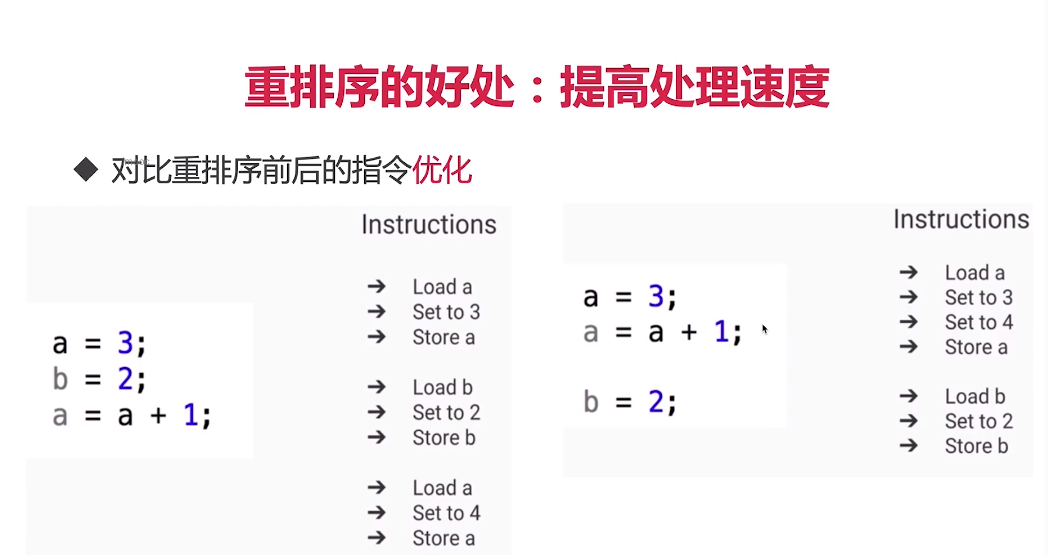 重排序的好处：提高处理速度
◆ 对比重排序前后的指令优化
Instructions
→ Load a
→ Set to 3
→ Store a
a = 3;
b = 2;
a = a + 1;
→ Load b
→ Set to 2
→ Store b
→ Load a
→ Set to 4
→ Store a
Instructions
a = 3;
a = a + 1;
b = 2;
→ Load a
→ Set to 3
→ Set to 4
→ Store a
→ Load b
→ Set to 2
→ Store b